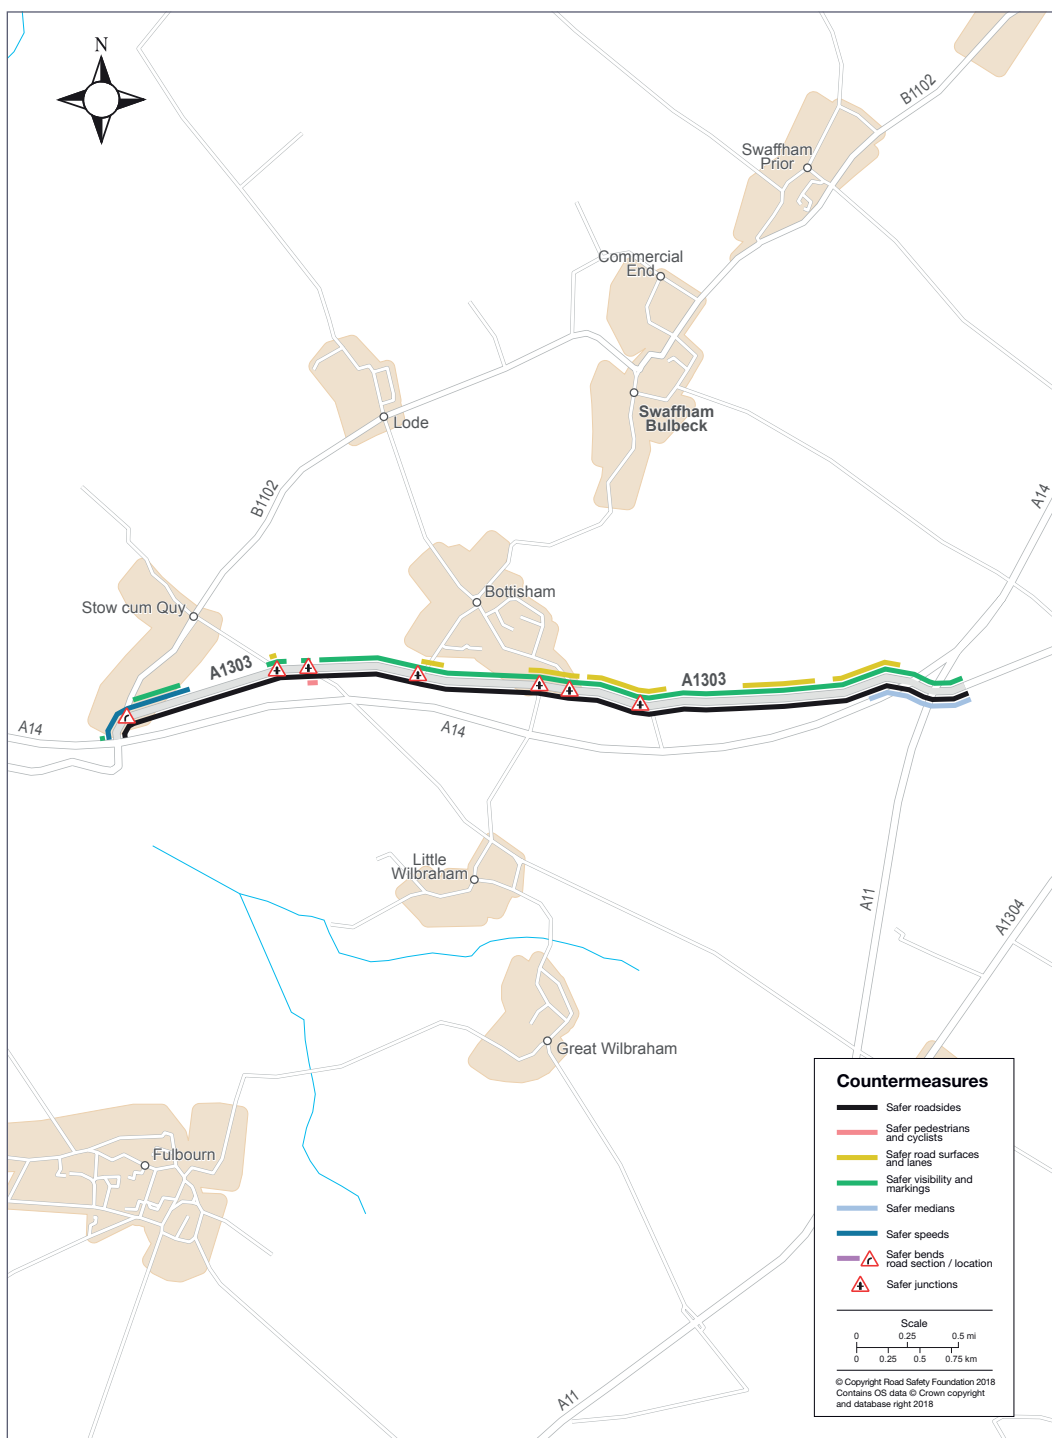 N
B1102
Swaffham
Prior
Commercial
End
Swaffham
Bulbeck
Lode
B1102
A14
Bottisham
Stow cum Quy
A1303
A1303
A14
A14
Little
Wilbraham
A11
A1304
Great Wilbraham
Fulbourn
A11
Countermeasures
Safer roadsides
Safer pedestrians
and cyclists
Safer road surfaces
and lanes
Safer visibility and
markings
Safer medians
Safer speeds
Safer bends
road section / location
Safer junctions
Scale
0 0.25 0.5 mi
0 0.25 0.5 0.75 km
© Copyright Road Safety Foundation 2018
Contains OS data © Crown copyright
and database right 2018